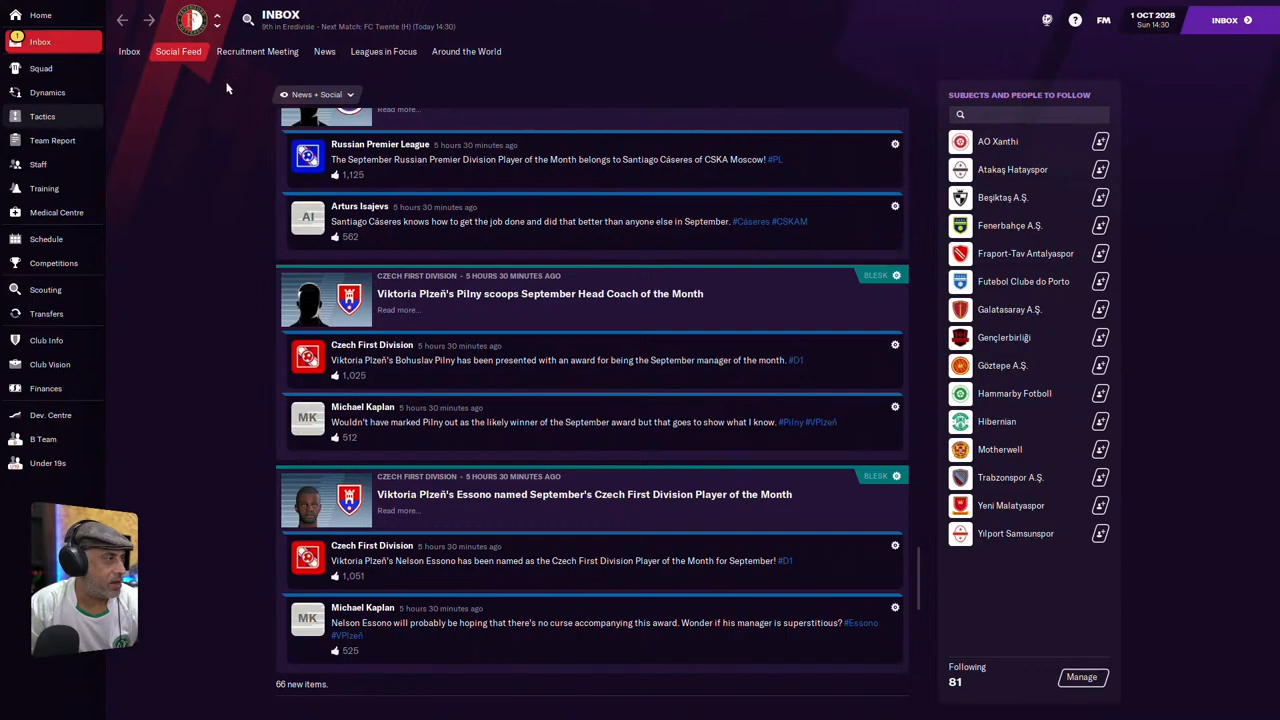 Home
INBOX
9th in Eredivisie - Next Match: FC Twente (H) (Today 14:30)
FM
1 OCT 2028
Sun 14:30
INBOX
1
Inbox
Squad
Dynamics
Tactics
Team Report
Staff
Training
Medical Centre
Schedule
Competitions
Scouting
Transfers
Club Info
Club Vision
Finances
Dev. Centre
B Team
Under 19s
Inbox
Social Feed
Recruitment Meeting
News
Leagues in Focus
Around the World
News + Social
Read more...
Russian Premier League 5 hours 30 minutes ago
The September Russian Premier Division Player of the Month belongs to Santiago Cáseres of CSKA Moscow! #PL
1,125
AI
Arturs Isajevs 5 hours 30 minutes ago
Santiago Cáseres knows how to get the job done and did that better than anyone else in September. #Cáseres #CSKAM
562
CZECH FIRST DIVISION - 5 HOURS 30 MINUTES AGO
BLESK
Viktoria Plzeň's Pilny scoops September Head Coach of the Month
Read more...
Czech First Division 5 hours 30 minutes ago
Viktoria Plzeň's Bohuslav Pilny has been presented with an award for being the September manager of the month. #D1
1,025
MK
Michael Kaplan 5 hours 30 minutes ago
Wouldn't have marked Pilny out as the likely winner of the September award but that goes to show what I know. #Pilny #VPlzeň
512
CZECH FIRST DIVISION - 5 HOURS 30 MINUTES AGO
BLESK
Viktoria Plzeň's Essono named September's Czech First Division Player of the Month
Read more...
Czech First Division 5 hours 30 minutes ago
Viktoria Plzeň's Nelson Essono has been named as the Czech First Division Player of the Month for September! #D1
1,051
MK
Michael Kaplan 5 hours 30 minutes ago
Nelson Essono will probably be hoping that there's no curse accompanying this award. Wonder if his manager is superstitious? #Essono
#VPlzeň
525
66 new items.
SUBJECTS AND PEOPLE TO FOLLOW
AO Xanthi
Atakaş Hatayspor
Beşiktaş A.Ş.
Fenerbahçe A.Ş.
Fraport-Tav Antalyaspor
Futebol Clube do Porto
Galatasaray A.Ş.
Gençlerbirliği
Göztepe A.Ş.
Hammarby Fotboll
Hibernian
Motherwell
Trabzonspor A.Ş.
Yeni Malatyaspor
Yılport Samsunspor
Following
81
Manage